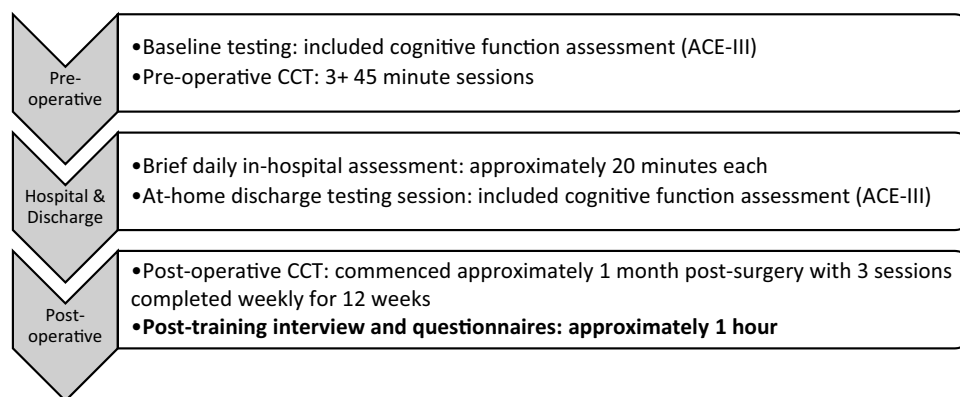 Pre-
operative
•Baseline testing: included cognitive function assessment (ACE-III)
•Pre-operative CCT: 3+ 45 minute sessions
Hospital &
Discharge
•Brief daily in-hospital assessment: approximately 20 minutes each
•At-home discharge testing session: included cognitive function assessment (ACE-III)
Post-
operative
•Post-operative CCT: commenced approximately 1 month post-surgery with 3 sessions
completed weekly for 12 weeks
•Post-training interview and questionnaires: approximately 1 hour